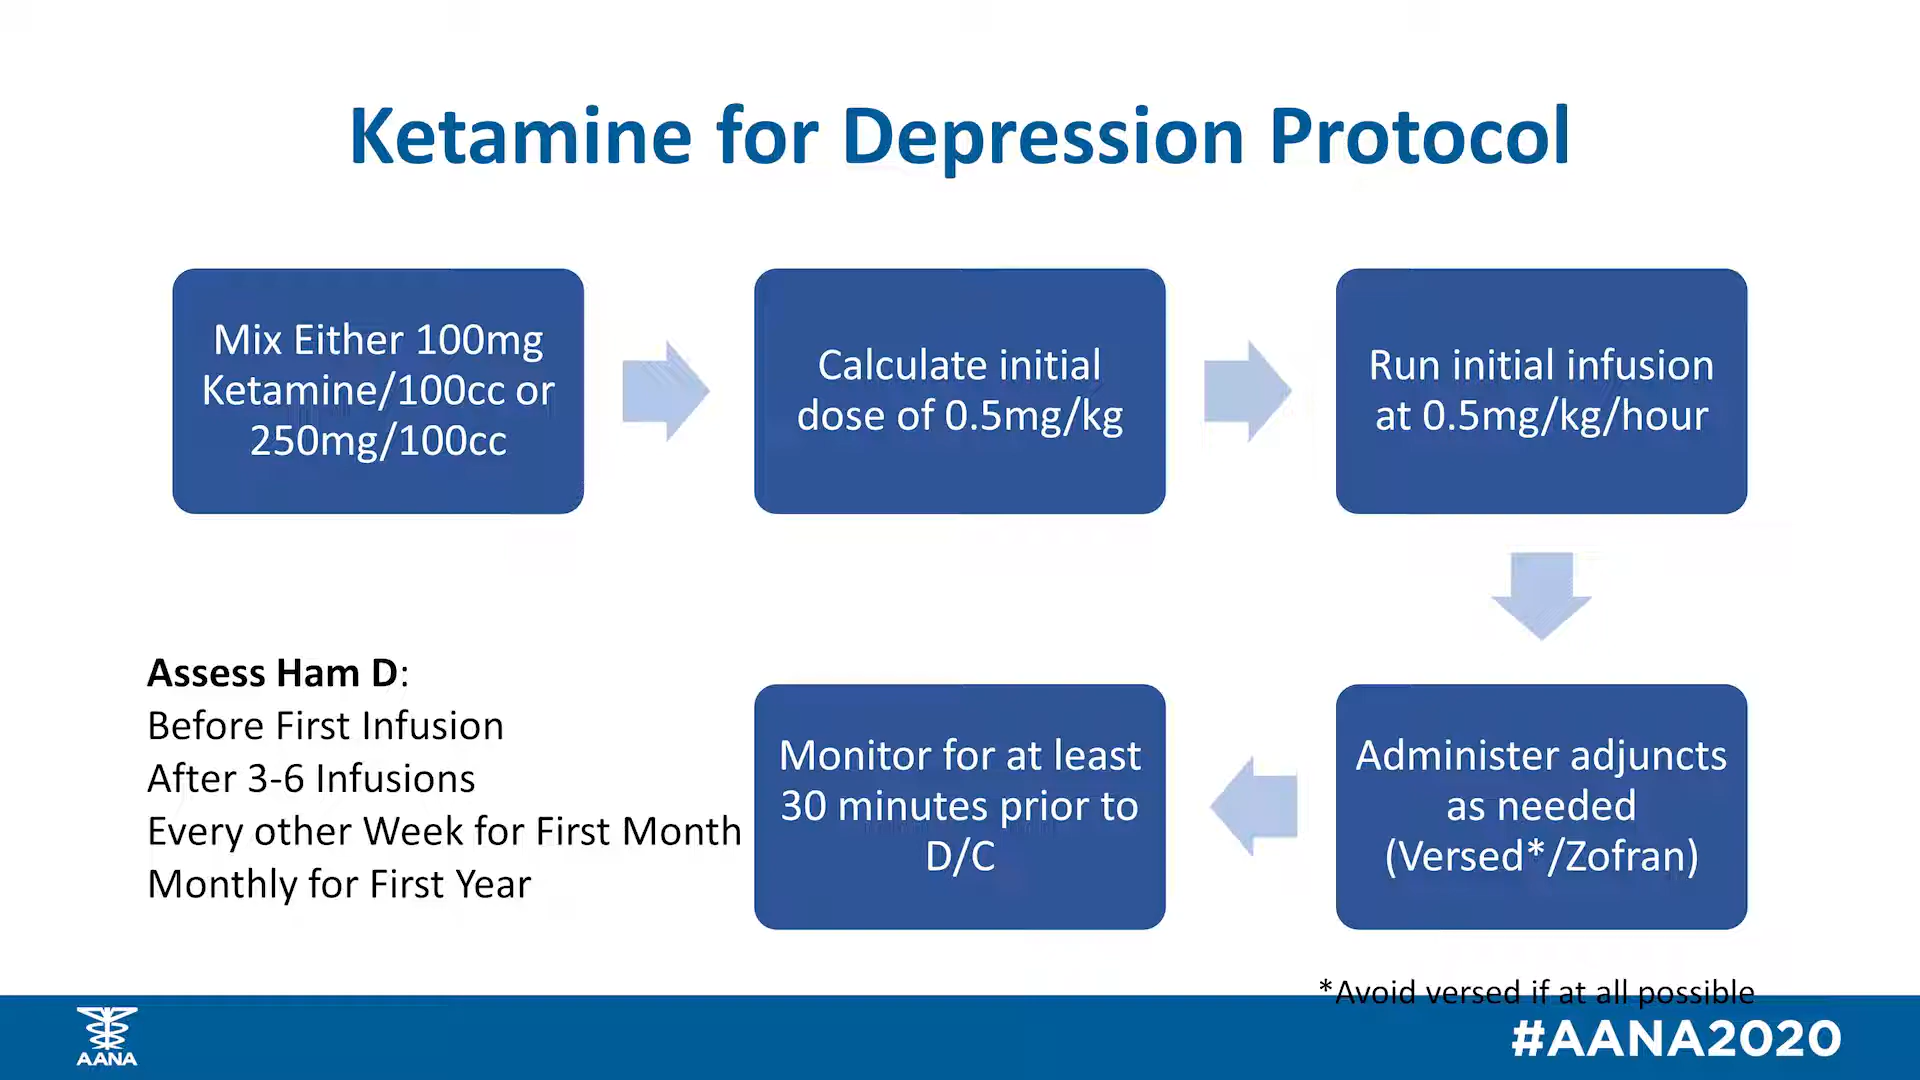 Ketamine for Depression Protocol
Mix Either 100mg
Ketamine/100cc or
250mg/100cc
Calculate initial
dose of 0.5mg/kg
Run initial infusion
at 0.5mg/kg/hour
Administer adjuncts
as needed
(Versed*/Zofran)
Monitor for at least
30 minutes prior to
D/C
Assess Ham D:
Before First Infusion
After 3-6 Infusions
Every other Week for First Month
Monthly for First Year
*Avoid versed if at all possible
AANA
#AANA2020